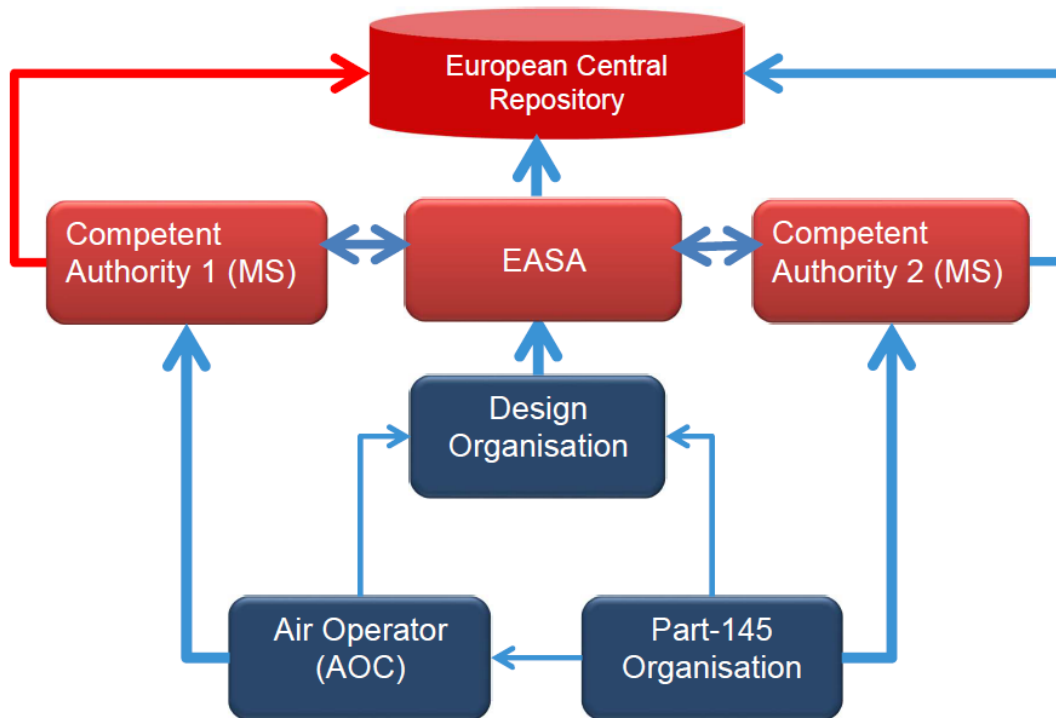 European Central
Repository
Competent
Authority 1 (MS)
EASA
Competent
Authority 2 (MS)
Design
Organisation
Air Operator
(AOC)
Part-145
Organisation